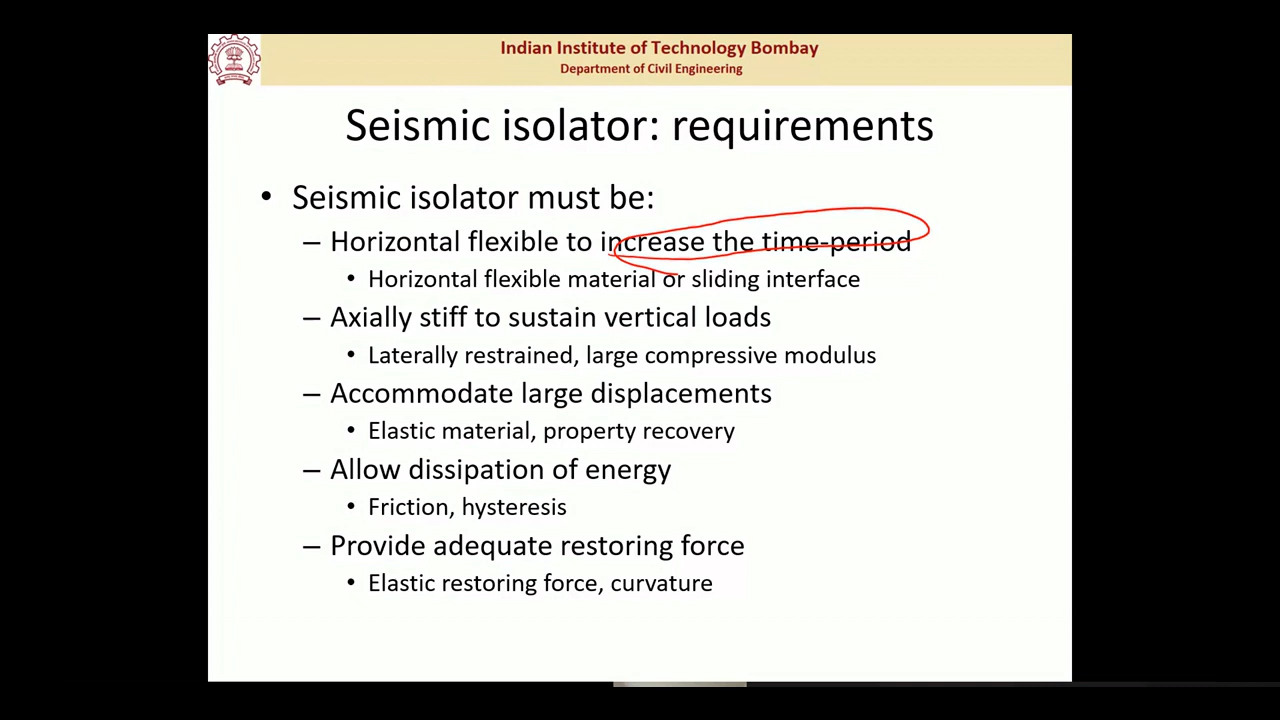 Indian Institute of Technology Bombay
Department of Civil Engineering
Seismic isolator: requirements
• Seismic isolator must be:
– Horizontal flexible to increase the time-period
• Horizontal flexible material or sliding interface
– Axially stiff to sustain vertical loads
• Laterally restrained, large compressive modulus
– Accommodate large displacements
• Elastic material, property recovery
– Allow dissipation of energy
• Friction, hysteresis
– Provide adequate restoring force
• Elastic restoring force, curvature